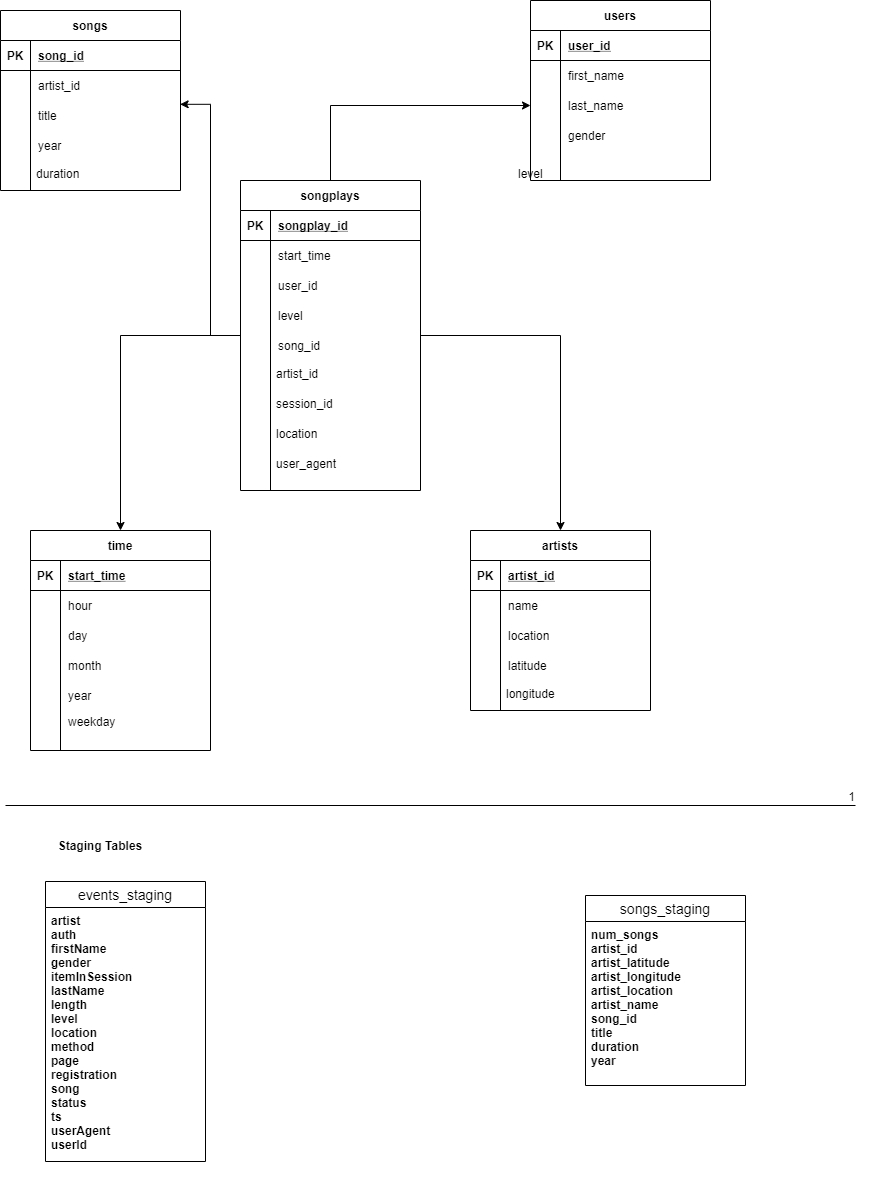 songs
PK song_id
artist_id
title
year
duration
users
PK user_id
first_name
last_name
gender
level
songplays
PK songplay_id
start_time
user_id
level
song_id
artist_id
session_id
location
user_agent
time
PK start_time
hour
day
month
year
weekday
artists
PK artist_id
name
location
latitude
longitude
1
Staging Tables
events_staging
artist
auth
firstName
gender
itemInSession
lastName
length
level
location
method
page
registration
song
status
ts
userAgent
userId
songs_staging
num_songs
artist_id
artist_latitude
artist_longitude
artist_location
artist_name
song_id
title
duration
year